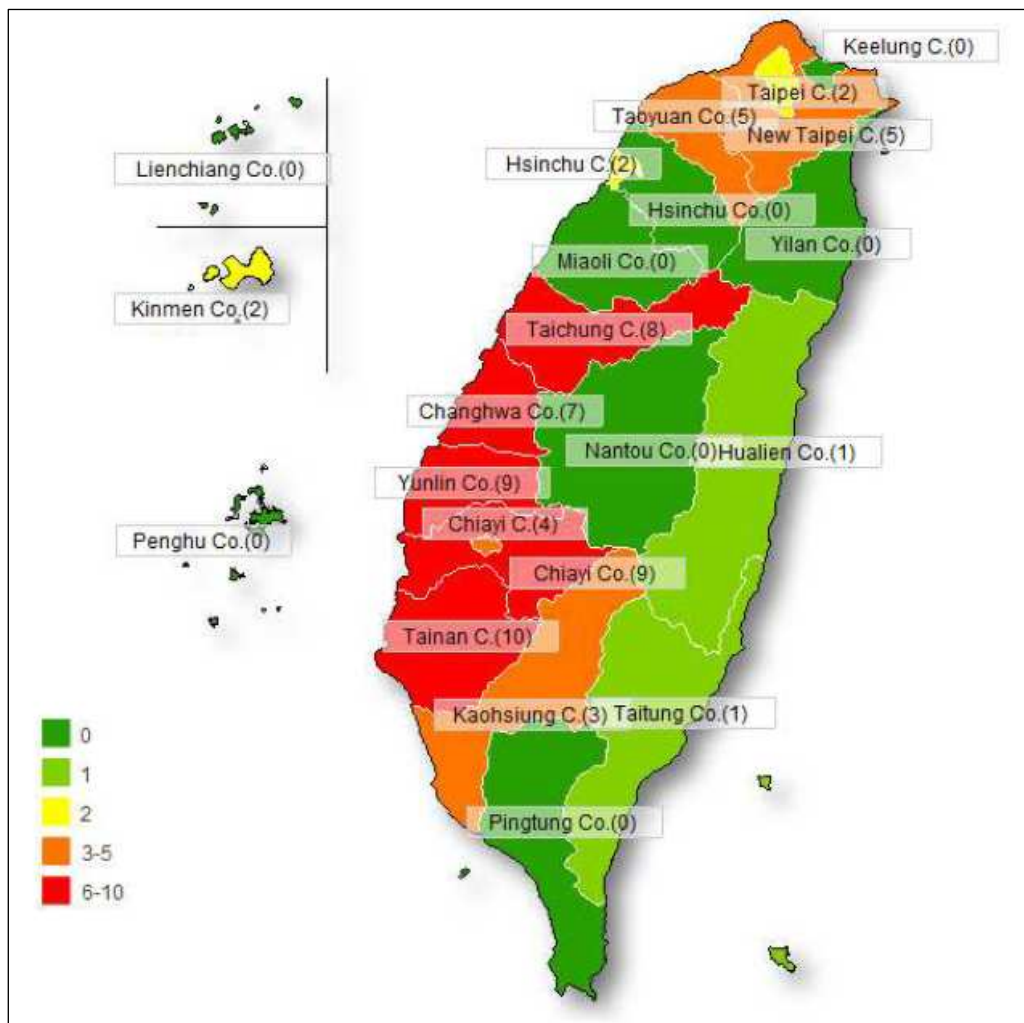 Keelung C.(0)
Taipei C.(2)
Taoyuan Co.(5)
New Taipei C.(5)
Hsinchu C.(2)
Lienchiang Co.(0)
Hsinchu Co.(0)
Yilan Co.(0)
Miaoli Co.(0)
Kinmen Co.(2)
Taichung C.(8)
Changhwa Co.(7)
Nantou Co.(0)
Hualien Co.(1)
Yunlin Co.(9)
Chiayi C.(4)
Penghu Co.(0)
Chiayi Co.(9)
Tainan C.(10)
Kaohsiung C.(3)
Taitung Co.(1)
Pingtung Co.(0)
0
1
2
3-5
6-10